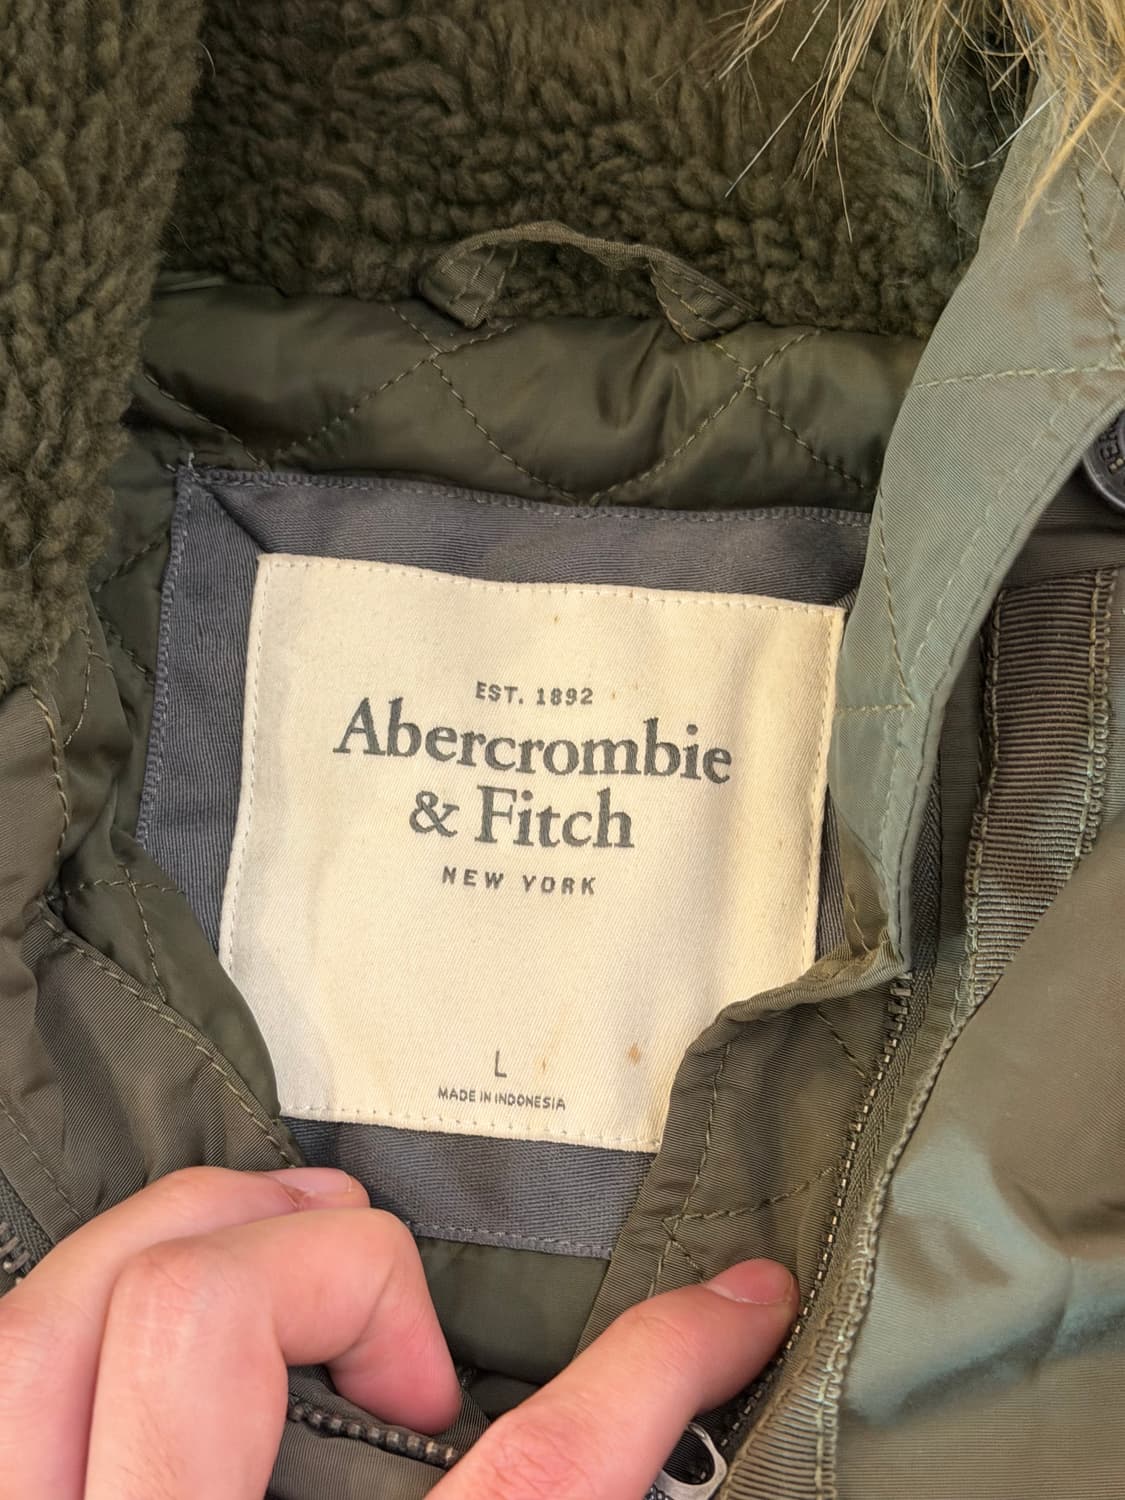 EST. 1892
Abercrombie
& Fitch
NEW YORK
L
MADE IN INDONESIA